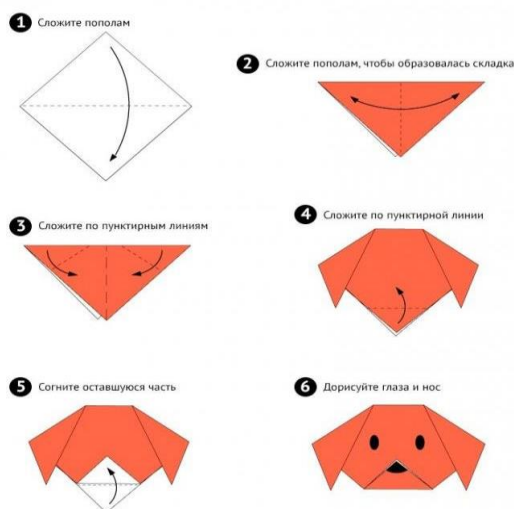 1 Сложите пополам
2 Сложите пополам, чтобы образовалась складка
3 Сложите по пунктирным линиям
4 Сложите по пунктирной линии
5 Согните оставшуюся часть
6 Дорисуйте глаза и нос